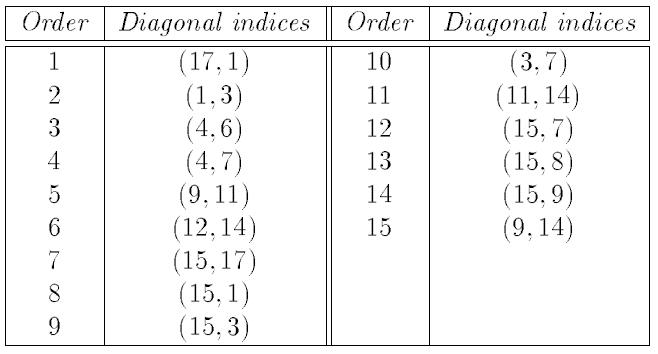 Order Diagonal indices Order Diagonal indices
1 (17, 1) 10 (3, 7)
2 (1, 3) 11 (11, 14)
3 (4, 6) 12 (15, 7)
4 (4, 7) 13 (15, 8)
5 (9, 11) 14 (15, 9)
6 (12, 14) 15 (9, 14)
7 (15, 17)
8 (15, 1)
9 (15, 3)